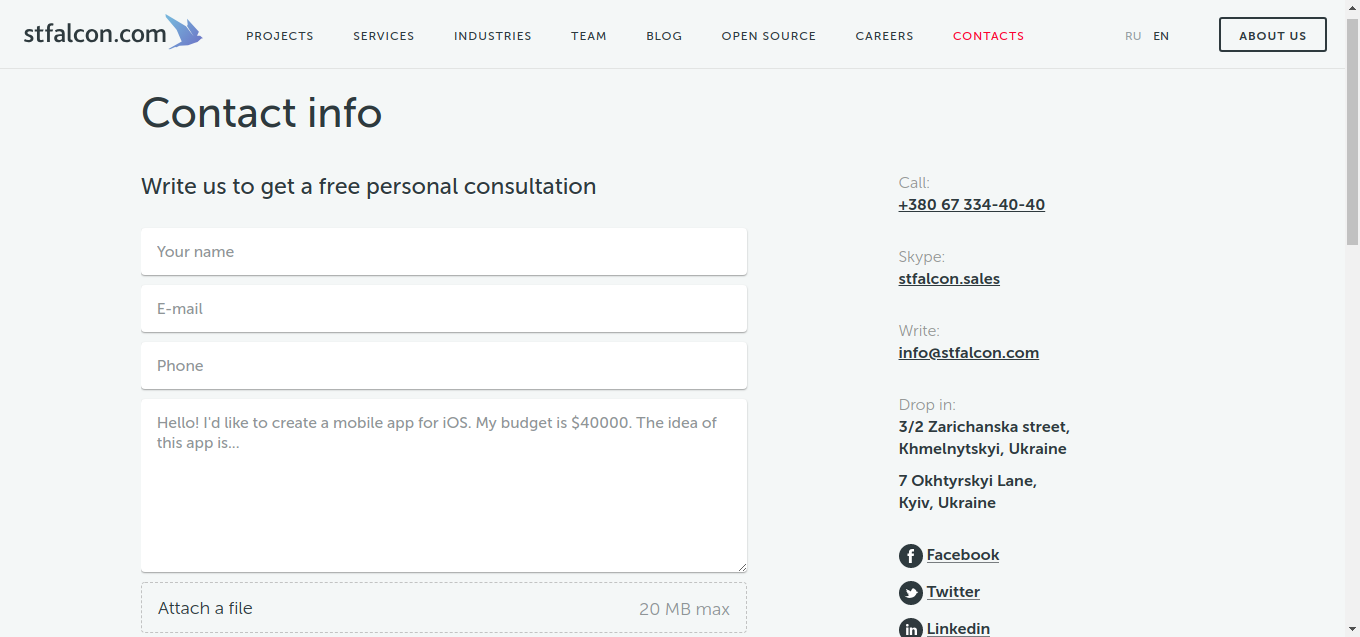 stfalcon.com
PROJECTS SERVICES INDUSTRIES TEAM BLOG OPEN SOURCE CAREERS CONTACTS RU EN ABOUT US
Contact info
Write us to get a free personal consultation
Your name
E-mail
Phone
Hello! I'd like to create a mobile app for iOS. My budget is $40000. The idea of
this app is...
Attach a file 20 MB max
Call:
+380 67 334-40-40
Skype:
stfalcon.sales
Write:
info@stfalcon.com
Drop in:
3/2 Zarichanska street,
Khmelnytskyi, Ukraine
7 Okhtyrskyi Lane,
Kyiv, Ukraine
Facebook
Twitter
Linkedin